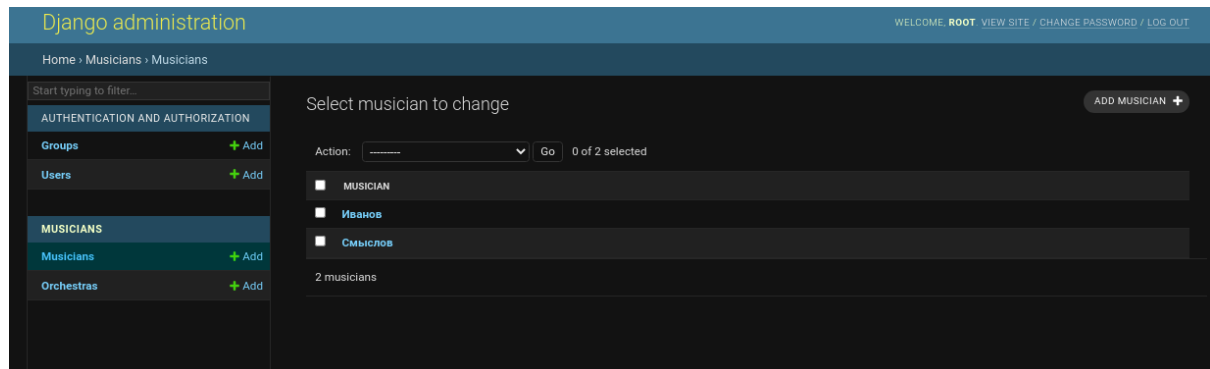 Django administration
WELCOME, ROOT. VIEW SITE / CHANGE PASSWORD / LOG OUT
Home › Musicians › Musicians
Start typing to filter...
AUTHENTICATION AND AUTHORIZATION
Groups + Add
Users + Add
MUSICIANS
Musicians + Add
Orchestras + Add
Select musician to change
ADD MUSICIAN +
Action: --------- Go 0 of 2 selected
MUSICIAN
Иванов
Смыслов
2 musicians